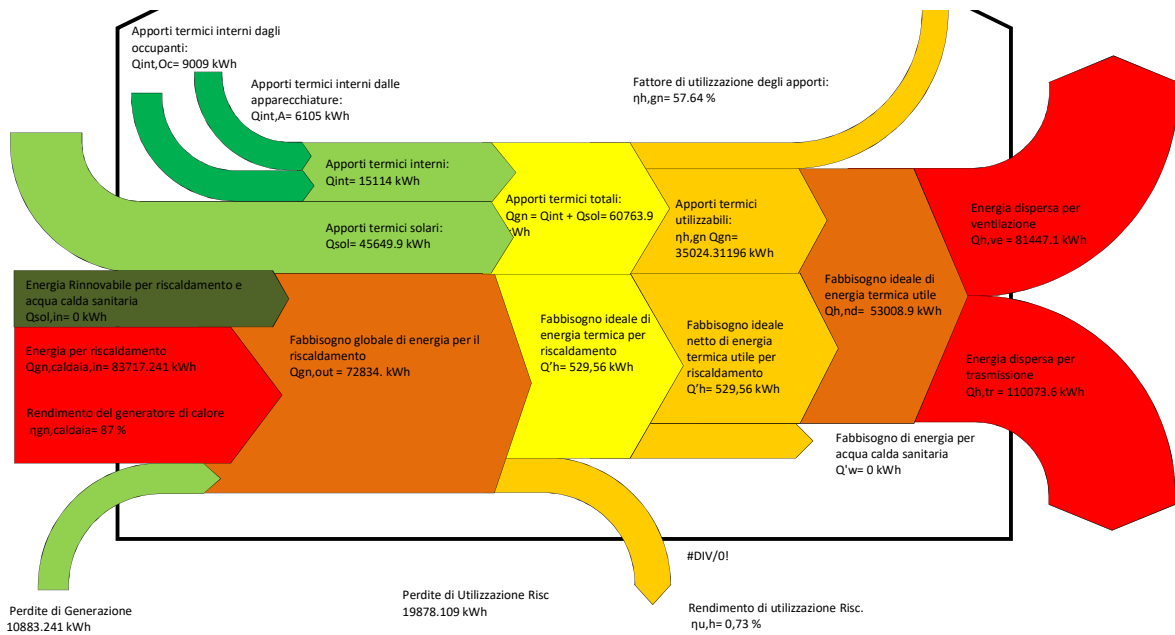 Apporti termici interni dagli
occupanti:
Qint,Oc= 9009 kWh
Apporti termici interni dalle
apparecchiature:
Qint,A= 6105 kWh
Fattore di utilizzazione degli apporti:
ηh,gn= 57.64 %
Apporti termici interni:
Qint= 15114 kWh
Apporti termici solari:
Qsol= 45649.9 kWh
Apporti termici totali:
Qgn = Qint + Qsol= 60763.9
kWh
Apporti termici
utilizzabili:
ηh,gn Qgn=
35024.31196 kWh
Energia dispersa per
ventilazione
Qh,ve = 81447.1 kWh
Energia Rinnovabile per riscaldamento e
acqua calda sanitaria
Qsol,in= 0 kWh
Energia per riscaldamento
Qgn,caldaia,in= 83717.241 kWh
Rendimento del generatore di calore
ηgn,caldaia= 87 %
Fabbisogno globale di energia per il
riscaldamento
Qgn,out = 72834. kWh
Fabbisogno ideale di
energia termica per
riscaldamento
Q'h= 529,56 kWh
Fabbisogno ideale
netto di energia
termica utile per
riscaldamento
Q'h= 529,56 kWh
Fabbisogno ideale di
energia termica utile
Qh,nd= 53008.9 kWh
Energia dispersa per
trasmissione
Qh,tr = 110073.6 kWh
Fabbisogno di energia per
acqua calda sanitaria
Q'w= 0 kWh
#DIV/0!
Perdite di Generazione
10883.241 kWh
Perdite di Utilizzazione Risc
19878.109 kWh
Rendimento di utilizzazione Risc.
ηu,h= 0,73 %